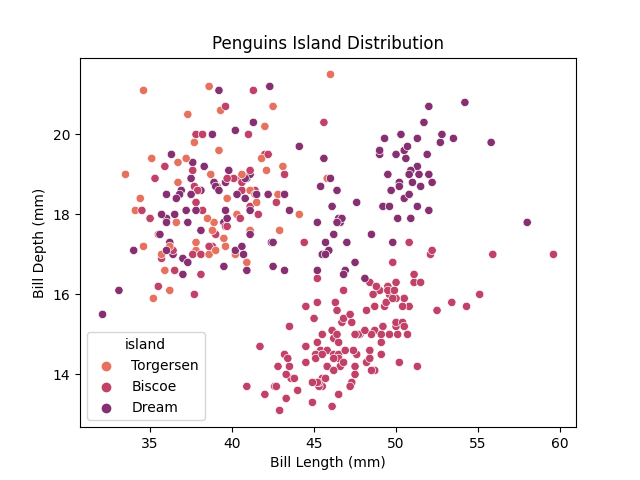 Penguins Island Distribution
Bill Depth (mm)
20
18
16
14
island
Torgersen
Biscoe
Dream
35 40 45 50 55 60
Bill Length (mm)